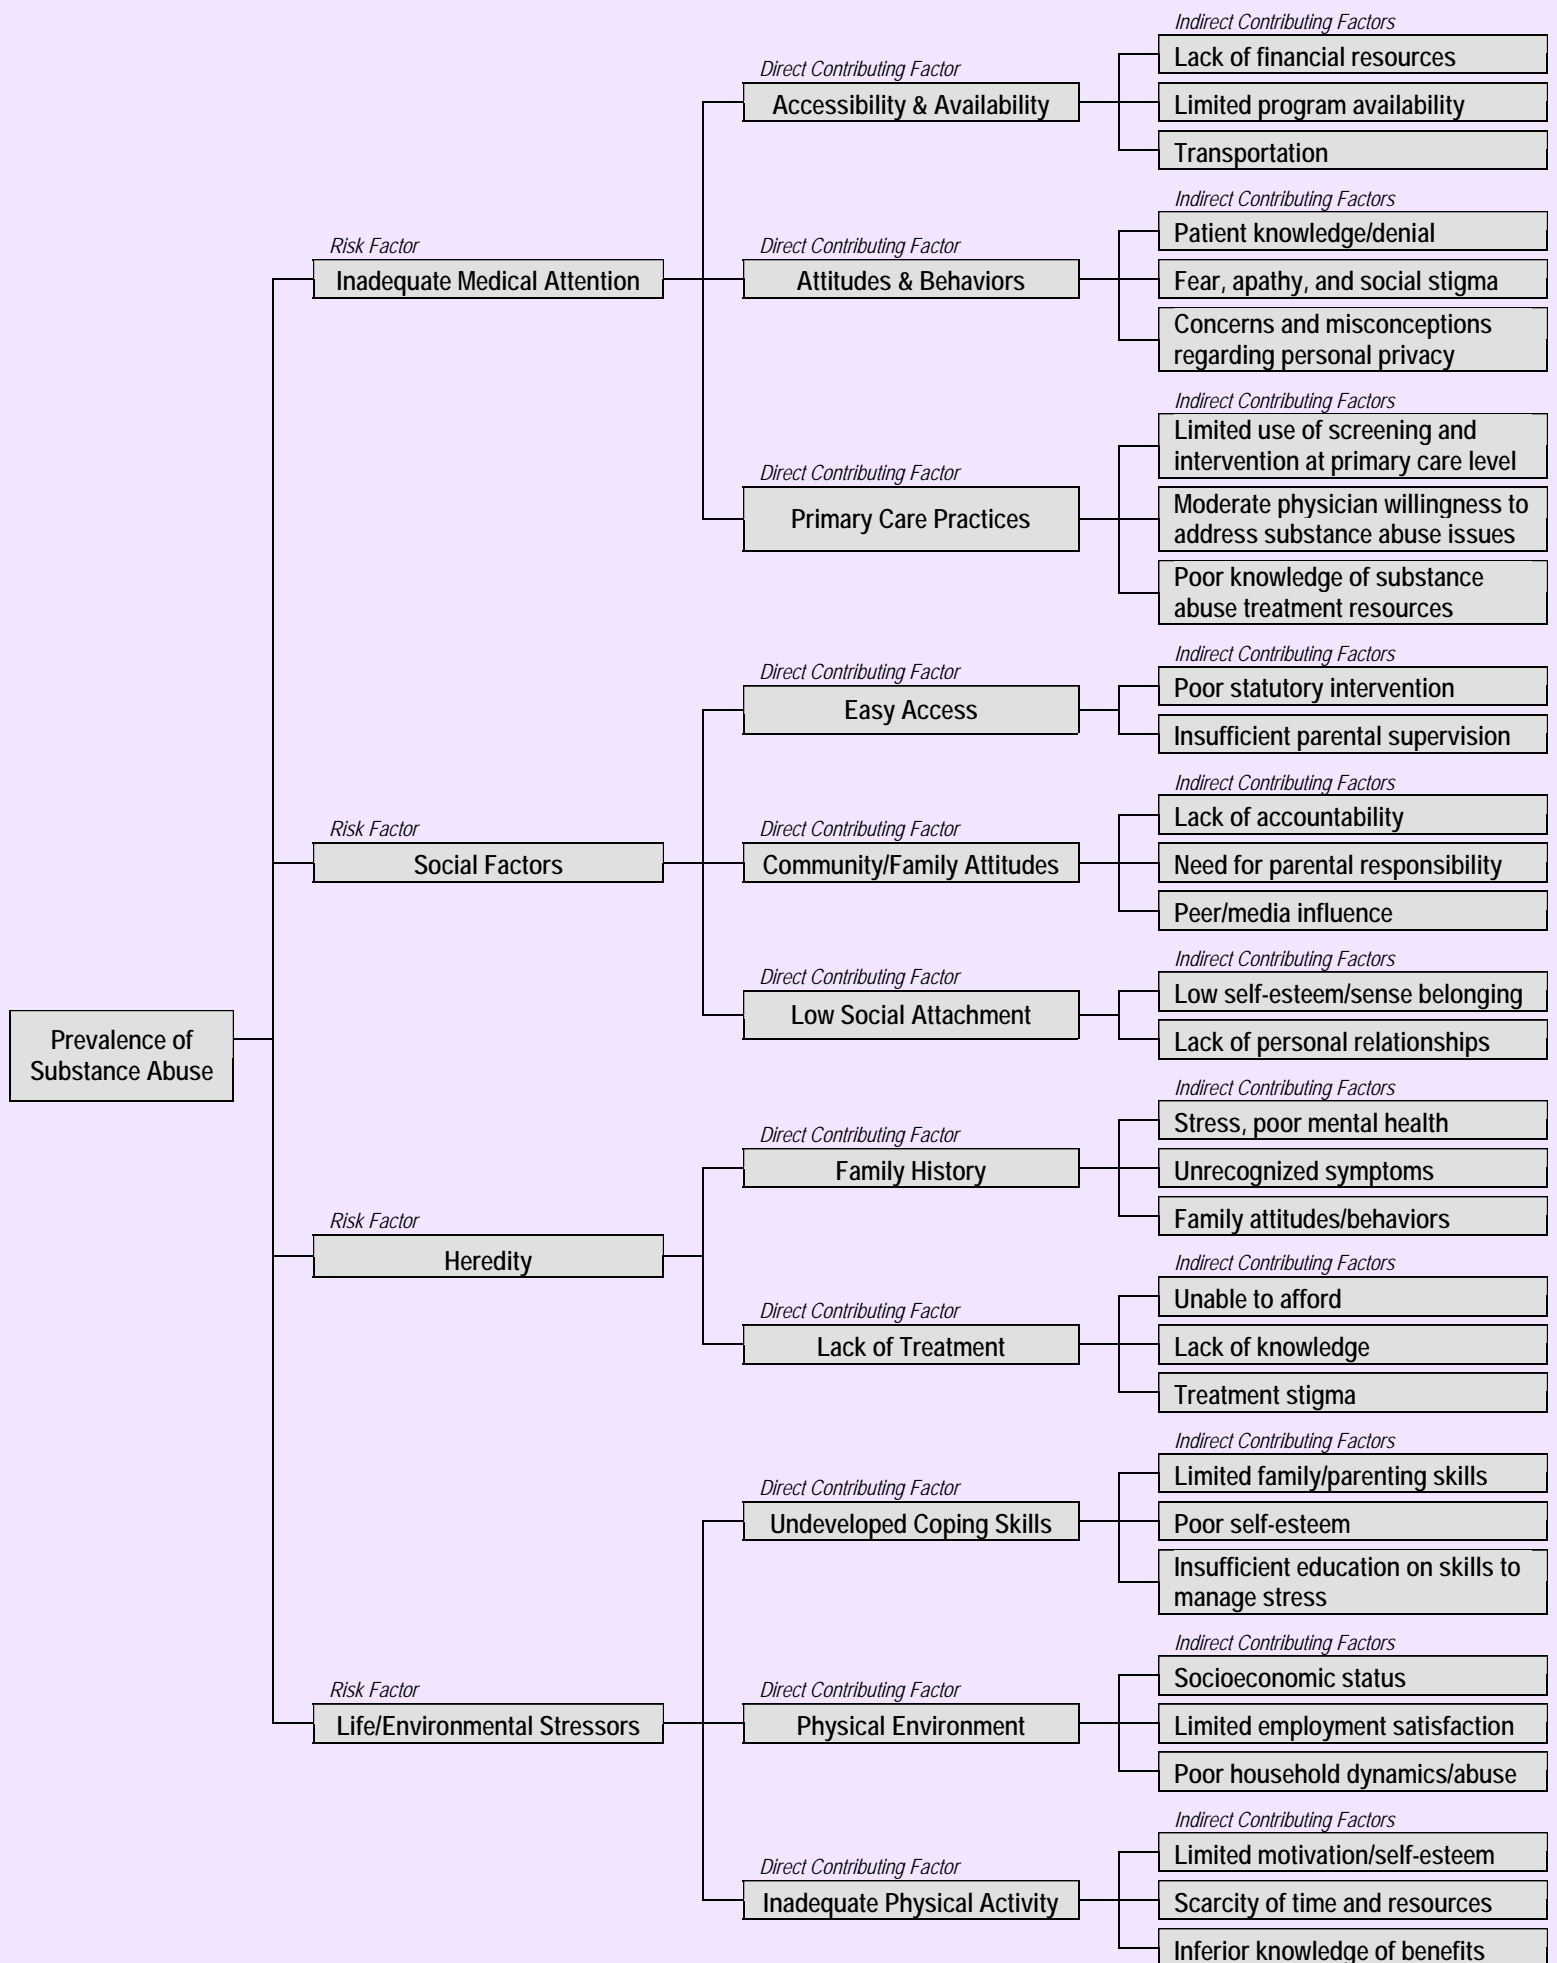 Indirect Contributing Factors
Lack of financial resources
Direct Contributing Factor
Accessibility & Availability
Limited program availability
Transportation
Indirect Contributing Factors
Patient knowledge/denial
Risk Factor
Inadequate Medical Attention
Direct Contributing Factor
Attitudes & Behaviors
Fear, apathy, and social stigma
Concerns and misconceptions
regarding personal privacy
Indirect Contributing Factors
Limited use of screening and
intervention at primary care level
Direct Contributing Factor
Primary Care Practices
Moderate physician willingness to
address substance abuse issues
Poor knowledge of substance
abuse treatment resources
Indirect Contributing Factors
Direct Contributing Factor
Easy Access
Poor statutory intervention
Insufficient parental supervision
Indirect Contributing Factors
Lack of accountability
Risk Factor
Social Factors
Direct Contributing Factor
Community/Family Attitudes
Need for parental responsibility
Peer/media influence
Indirect Contributing Factors
Direct Contributing Factor
Low Social Attachment
Low self-esteem/sense belonging
Lack of personal relationships
Prevalence of
Substance Abuse
Indirect Contributing Factors
Stress, poor mental health
Direct Contributing Factor
Family History
Unrecognized symptoms
Family attitudes/behaviors
Risk Factor
Heredity
Indirect Contributing Factors
Unable to afford
Direct Contributing Factor
Lack of Treatment
Lack of knowledge
Treatment stigma
Indirect Contributing Factors
Limited family/parenting skills
Direct Contributing Factor
Undeveloped Coping Skills
Poor self-esteem
Insufficient education on skills to
manage stress
Indirect Contributing Factors
Socioeconomic status
Risk Factor
Life/Environmental Stressors
Direct Contributing Factor
Physical Environment
Limited employment satisfaction
Poor household dynamics/abuse
Indirect Contributing Factors
Limited motivation/self-esteem
Direct Contributing Factor
Inadequate Physical Activity
Scarcity of time and resources
Inferior knowledge of benefits